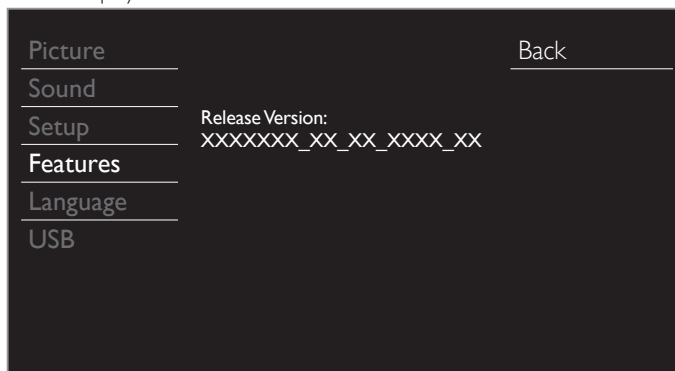 Picture
Back
Sound
Setup
Release Version:
XXXXXXX_XX_XX_XXXX_XX
Features
Language
USB